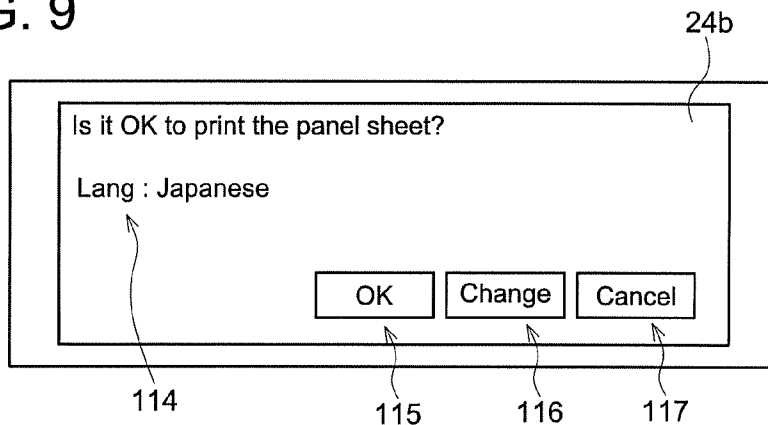 G. 9
24b
Is it OK to print the panel sheet?
Lang : Japanese
OK Change Cancel
114 115 116 117